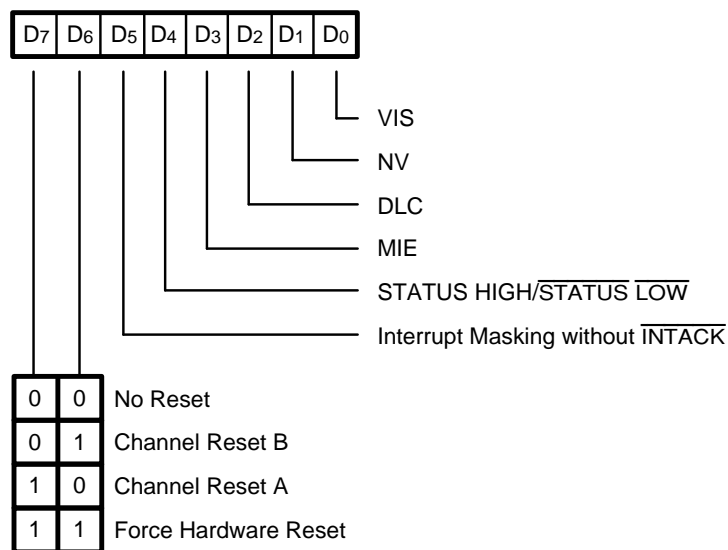 D7 D6 D5 D4 D3 D2 D1 D0
VIS
NV
DLC
MIE
STATUS HIGH/STATUS LOW
Interrupt Masking without INTACK
0 0 No Reset
0 1 Channel Reset B
1 0 Channel Reset A
1 1 Force Hardware Reset